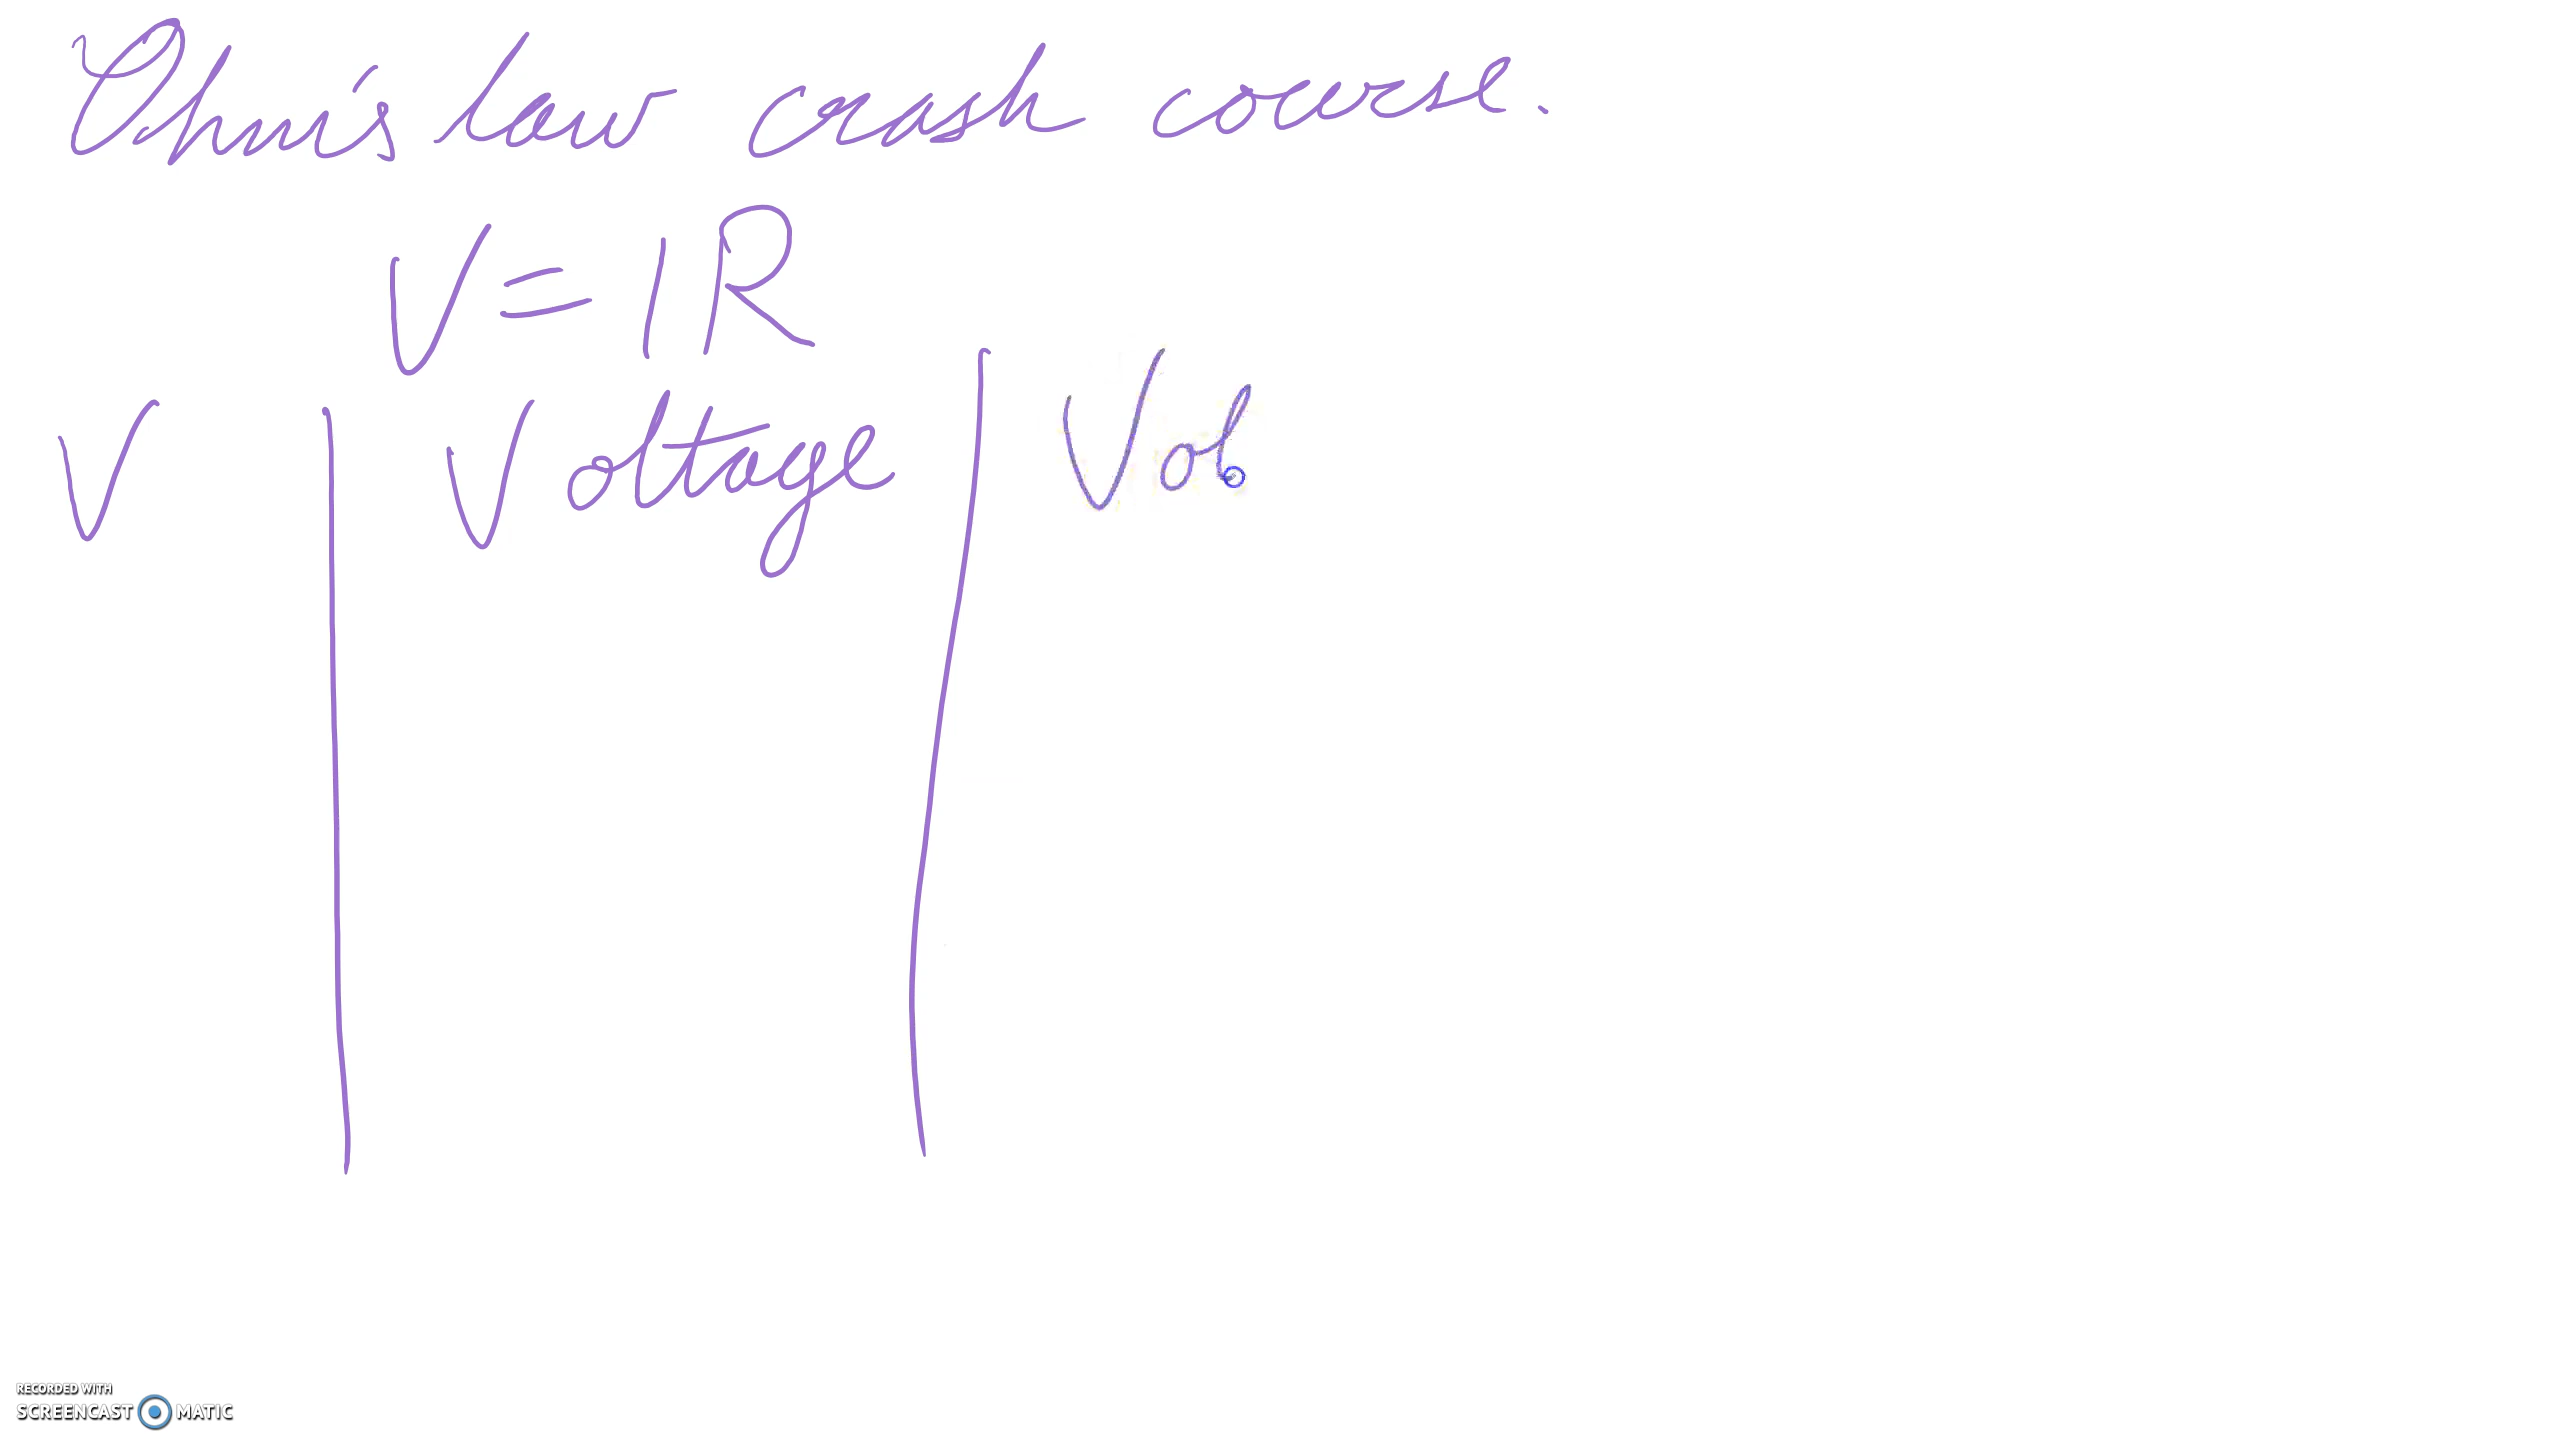 Ohm's law crash course.
V=IR
V | Voltage | Vol
RECORDED WITH
SCREENCAST MATIC